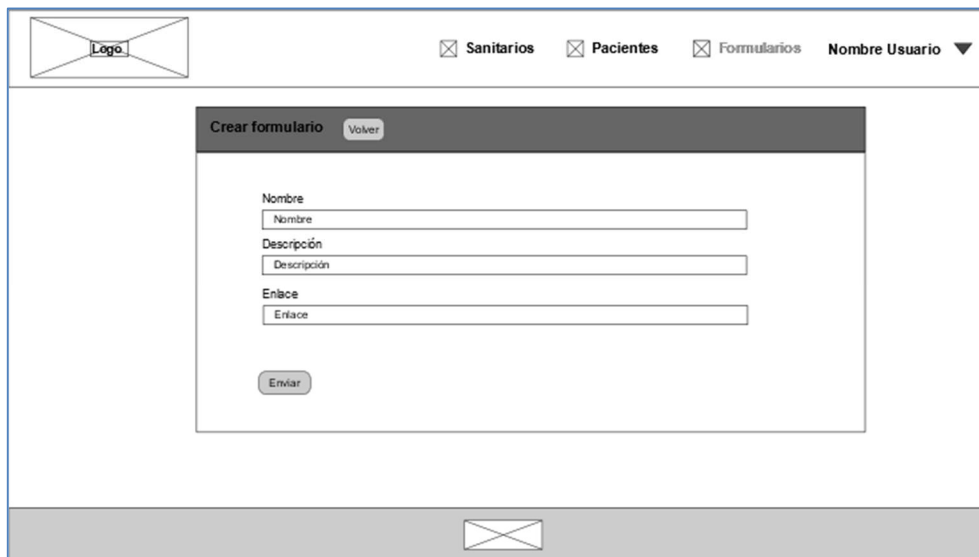 Logo Sanitarios Pacientes Formularios Nombre Usuario
Crear formulario Volver
Nombre
Nombre
Descripción
Descripción
Enlace
Enlace
Enviar